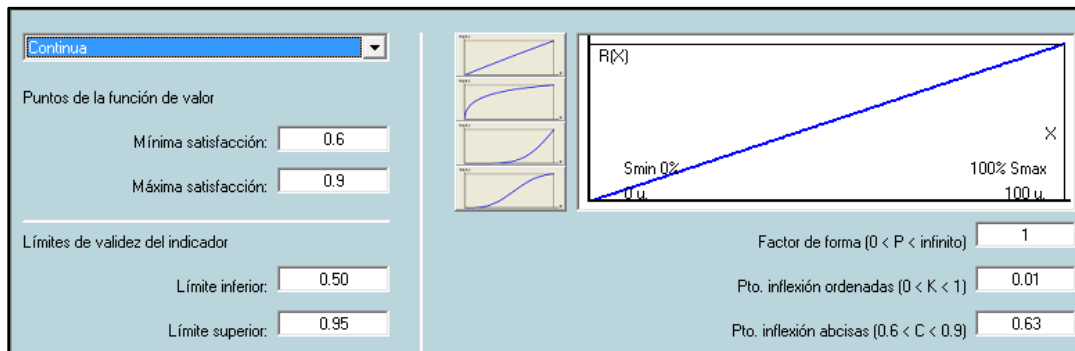 Continua
Puntos de la función de valor
Mínima satisfacción: 0.6
Máxima satisfacción: 0.9
Límites de validez del indicador
Límite inferior: 0.50
Límite superior: 0.95
R(X)
X
Smin 0%
100% Smax
0 u.
100 u.
Factor de forma (0 < P < infinito) 1
Pto. inflexión ordenadas (0 < K < 1) 0.01
Pto. inflexión abcisas (0.6 < C < 0.9) 0.63